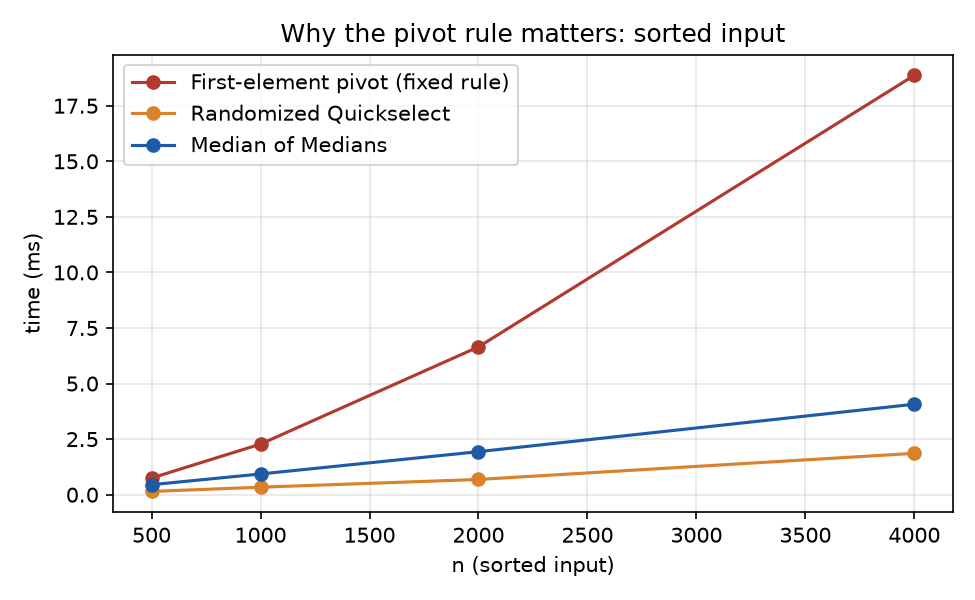 Why the pivot rule matters: sorted input
First-element pivot (fixed rule)
Randomized Quickselect
Median of Medians
time (ms)
17.5
15.0
12.5
10.0
7.5
5.0
2.5
0.0
500 1000 1500 2000 2500 3000 3500 4000
n (sorted input)